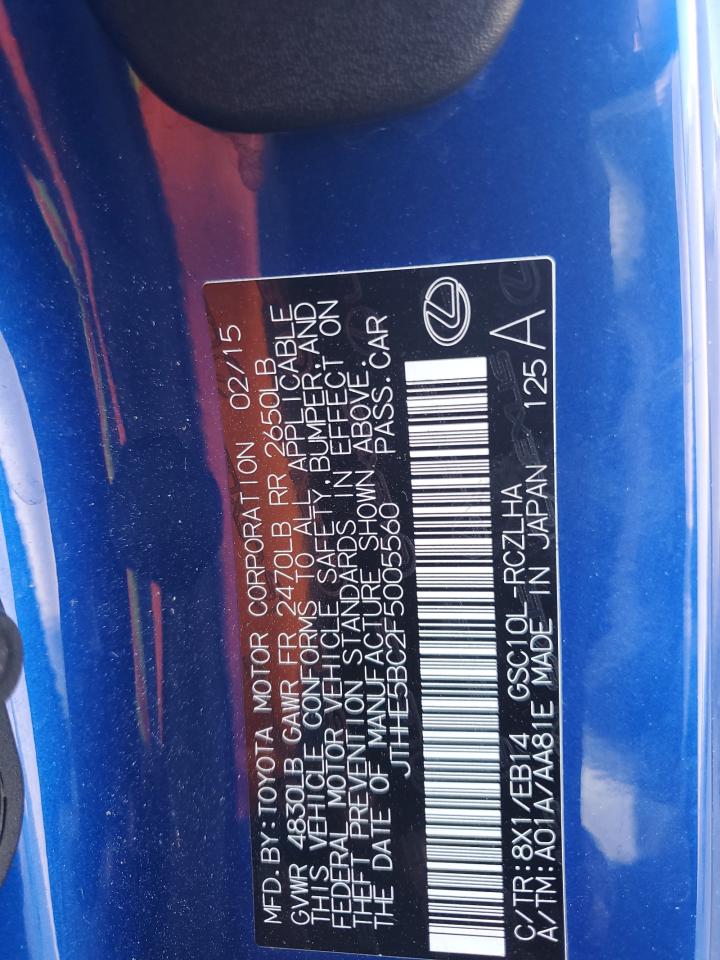 MFD. BY: TOYOTA MOTOR CORPORATION 02/15
GVWR 4830LB GAWR FR 2470LB RR 2650LB
THIS VEHICLE CONFORMS TO ALL APPLICABLE
FEDERAL MOTOR VEHICLE SAFETY, BUMPER, AND
THEFT PREVENTION STANDARDS IN EFFECT ON
THE DATE OF MANUFACTURE SHOWN ABOVE.
JTHHE5BC2F5005560 PASS. CAR
C/TR: 8X1/EB14 GSC10L-RCZLHA
A/TM: A01A/AA81E MADE IN JAPAN 125 A